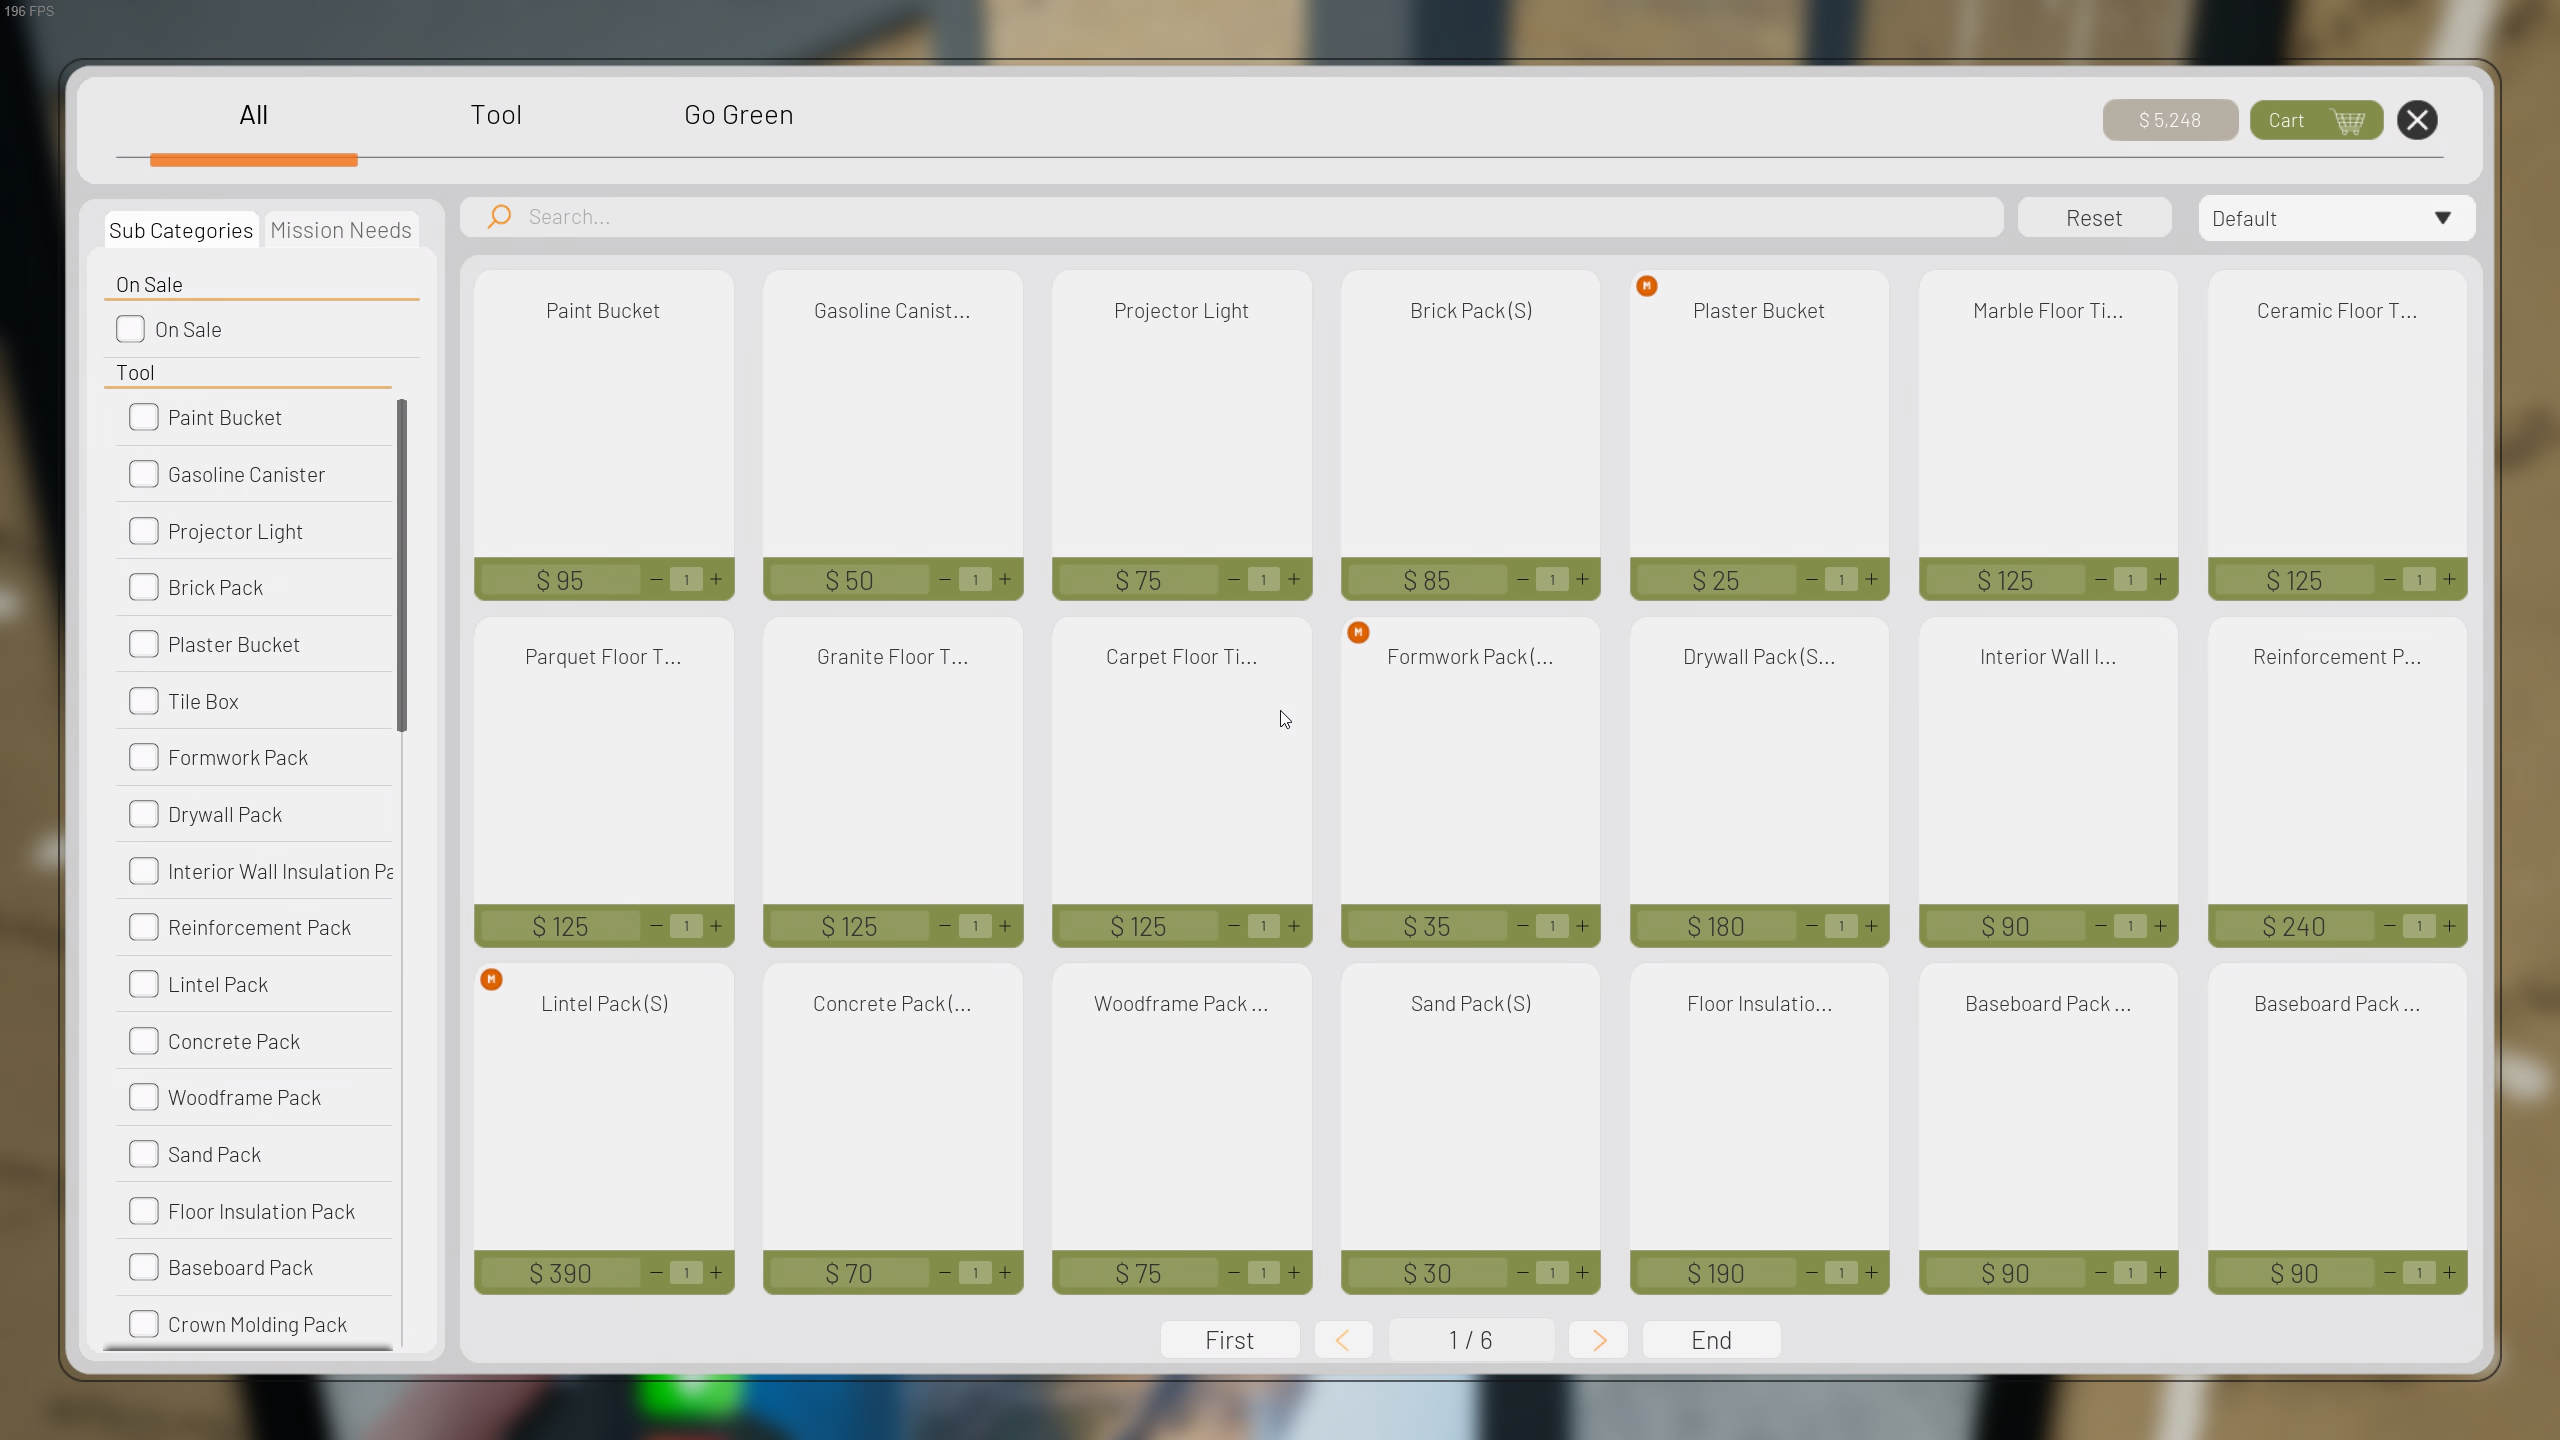 196 FPS
All
Tool
Go Green
$ 5,248
Cart
Sub Categories
Mission Needs
Search...
Reset
Default
On Sale
On Sale
Tool
Paint Bucket
Gasoline Canister
Projector Light
Brick Pack
Plaster Bucket
Tile Box
Formwork Pack
Drywall Pack
Interior Wall Insulation Pa
Reinforcement Pack
Lintel Pack
Concrete Pack
Woodframe Pack
Sand Pack
Floor Insulation Pack
Baseboard Pack
Crown Molding Pack
Paint Bucket
$ 95 − 1 +
Gasoline Canist...
$ 50 − 1 +
Projector Light
$ 75 − 1 +
Brick Pack (S)
$ 85 − 1 +
M
Plaster Bucket
$ 25 − 1 +
Marble Floor Ti...
$ 125 − 1 +
Ceramic Floor T...
$ 125 − 1 +
Parquet Floor T...
$ 125 − 1 +
Granite Floor T...
$ 125 − 1 +
Carpet Floor Ti...
$ 125 − 1 +
M
Formwork Pack (...
$ 35 − 1 +
Drywall Pack (S...
$ 180 − 1 +
Interior Wall I...
$ 90 − 1 +
Reinforcement P...
$ 240 − 1 +
M
Lintel Pack (S)
$ 390 − 1 +
Concrete Pack (...
$ 70 − 1 +
Woodframe Pack ...
$ 75 − 1 +
Sand Pack (S)
$ 30 − 1 +
Floor Insulatio...
$ 190 − 1 +
Baseboard Pack ...
$ 90 − 1 +
Baseboard Pack ...
$ 90 − 1 +
First
<
1 / 6
>
End